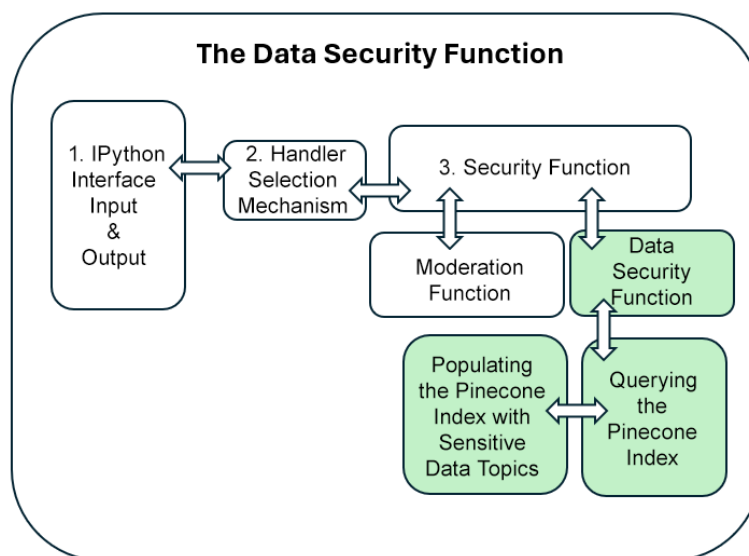 The Data Security Function
1. IPython
Interface
Input
&
Output
2. Handler
Selection
Mechanism
3. Security Function
Moderation
Function
Data
Security
Function
Populating
the Pinecone
Index with
Sensitive
Data Topics
Querying
the
Pinecone
Index